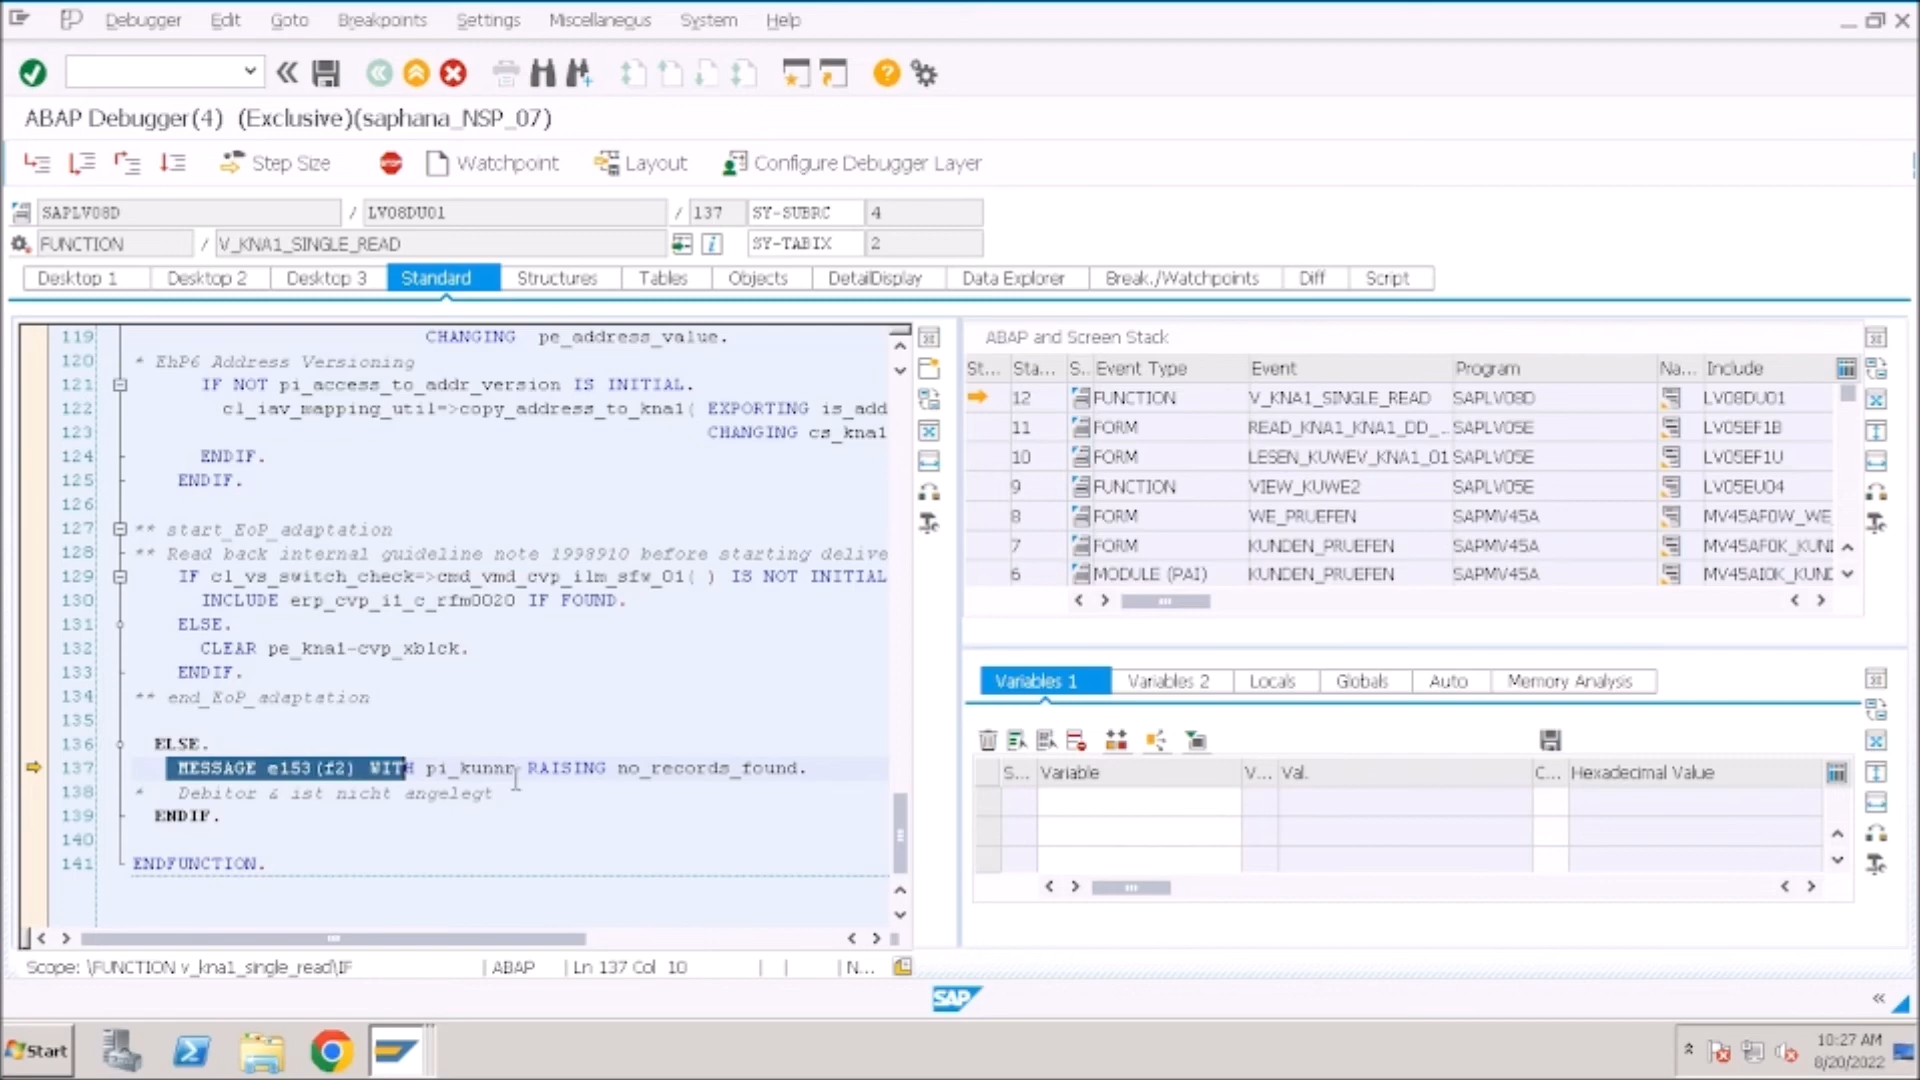 Debugger Edit Goto Breakpoints Settings Miscellaneous System Help
ABAP Debugger(4) (Exclusive)(saphana_NSP_07)
Step Size Watchpoint Layout Configure Debugger Layer
SAPLV08D / LV08DU01 / 137 SY-SUBRC 4
FUNCTION / V_KNA1_SINGLE_READ SY-TABIX 2
Desktop 1 Desktop 2 Desktop 3 Standard Structures Tables Objects DetailDisplay Data Explorer Break./Watchpoints Diff Script
119 CHANGING pe_address_value.
120 * EhP6 Address Versioning
121 IF NOT pi_access_to_addr_version IS INITIAL.
122 cl_iav_mapping_util=>copy_address_to_kna1( EXPORTING is_add
123 CHANGING cs_kna1
124 ENDIF.
125 ENDIF.
126
127 ** start_EoP_adaptation
128 ** Read back internal guideline note 1998910 before starting delive
129 IF cl_vs_switch_check=>cmd_vmd_cvp_ilm_sfw_01( ) IS NOT INITIAL
130 INCLUDE erp_cvp_i1_c_rfm0020 IF FOUND.
131 ELSE.
132 CLEAR pe_kna1-cvp_xblck.
133 ENDIF.
134 ** end_EoP_adaptation
135
136 ELSE.
137 MESSAGE e153(f2) WITH pi_kunnr RAISING no_records_found.
138 * Debitor & ist nicht angelegt
139 ENDIF.
140
141 ENDFUNCTION.
Scope: \FUNCTION v_kna1_single_read\IF ABAP Ln 137 Col 10 N...
ABAP and Screen Stack
St... Sta... S.. Event Type Event Program Na... Include
12 FUNCTION V_KNA1_SINGLE_READ SAPLV08D LV08DU01
11 FORM READ_KNA1_KNA1_DD_... SAPLV05E LV05EF1B
10 FORM LESEN_KUWEV_KNA1_01 SAPLV05E LV05EF1U
9 FUNCTION VIEW_KUWE2 SAPLV05E LV05EU04
8 FORM WE_PRUEFEN SAPMV45A MV45AF0W_WE_
7 FORM KUNDEN_PRUEFEN SAPMV45A MV45AF0K_KUN
6 MODULE (PAI) KUNDEN_PRUEFEN SAPMV45A MV45AI0K_KUND
Variables 1 Variables 2 Locals Globals Auto Memory Analysis
S... Variable V... Val. C... Hexadecimal Value
SAP
Start
10:27 AM
8/20/2022